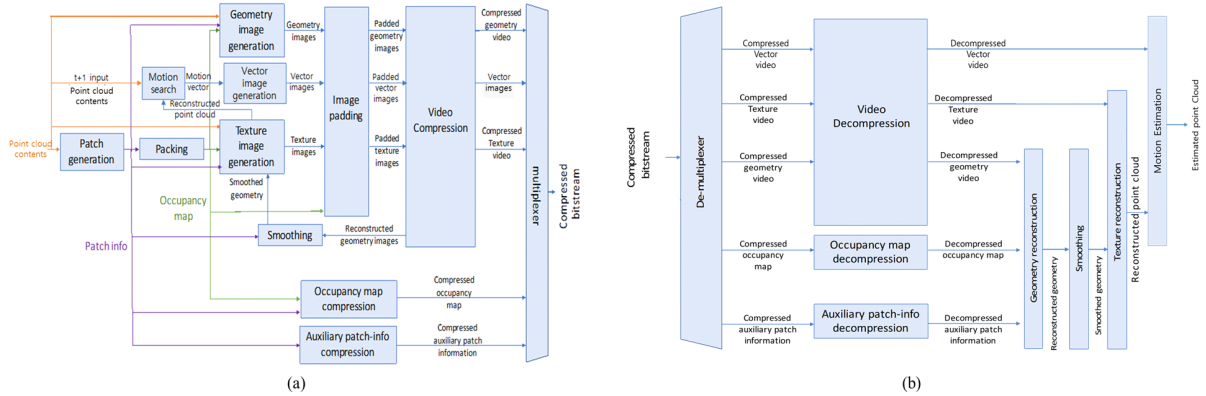 Geometry
image
generation
Geometry
images
Padded
geometry
images
Compressed
geometry
video
t+1 input
Point cloud
contents
Motion
search
Motion
vector
Vector
image
generation
Vector
images
Padded
vector
images
Vector
images
Reconstructed
point cloud
Image
padding
Video
Compression
Point cloud
contents
Patch
generation
Packing
Texture
image
generation
Texture
images
Padded
texture
images
Compressed
Texture
video
Smoothed
geometry
Occupancy
map
Patch info
Smoothing
Reconstructed
geometry images
Occupancy map
compression
Compressed
occupancy
map
Auxiliary patch-info
compression
Compressed
auxiliary patch
information
multiplexer
Compressed
bitstream
(a)
Compressed
bitstream
De-multiplexer
Compressed
Vector
video
Compressed
Texture
video
Compressed
geometry
video
Video
Decompression
Decompressed
Vector
video
Decompressed
Texture
video
Decompressed
geometry
video
Compressed
occupancy
map
Occupancy map
decompression
Decompressed
occupancy map
Compressed
auxiliary patch
information
Auxiliary patch-info
decompression
Decompressed
auxiliary patch
information
Geometry reconstruction
Reconstructed geometry
Smoothing
Smoothed geometry
Texture reconstruction
Reconstructed point cloud
Motion Estimation
Estimated point Cloud
(b)